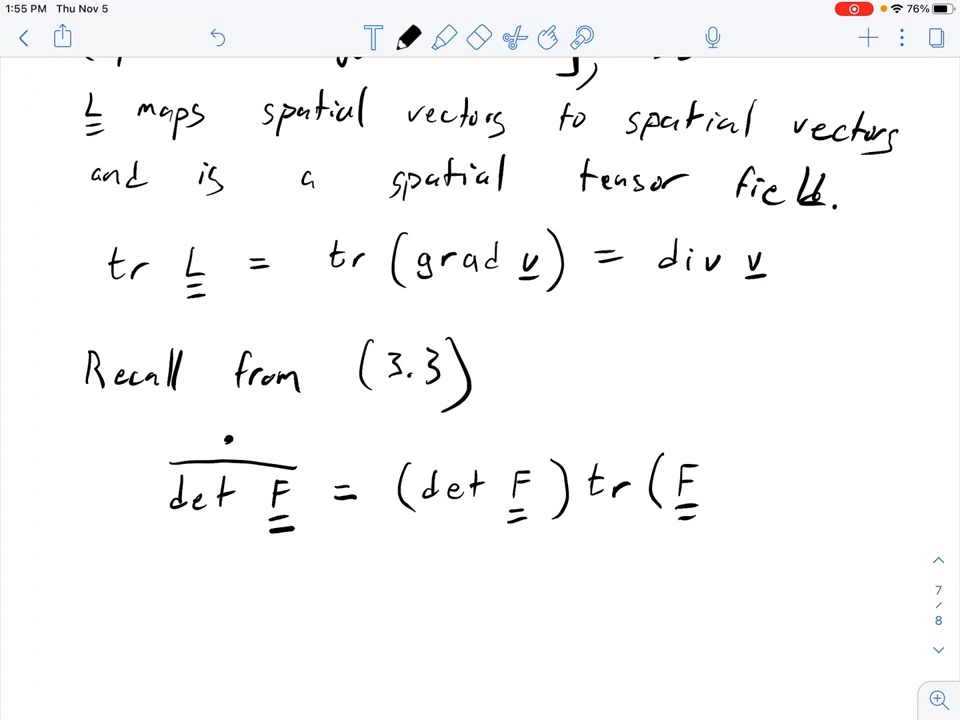 1:55 PM Thu Nov 5 76%
L maps spatial vectors to spatial vectors
and is a spatial tensor field.
tr L = tr (grad v) = div v
Recall from (3.3)
˙det F = (det F) tr (F
7
/
8